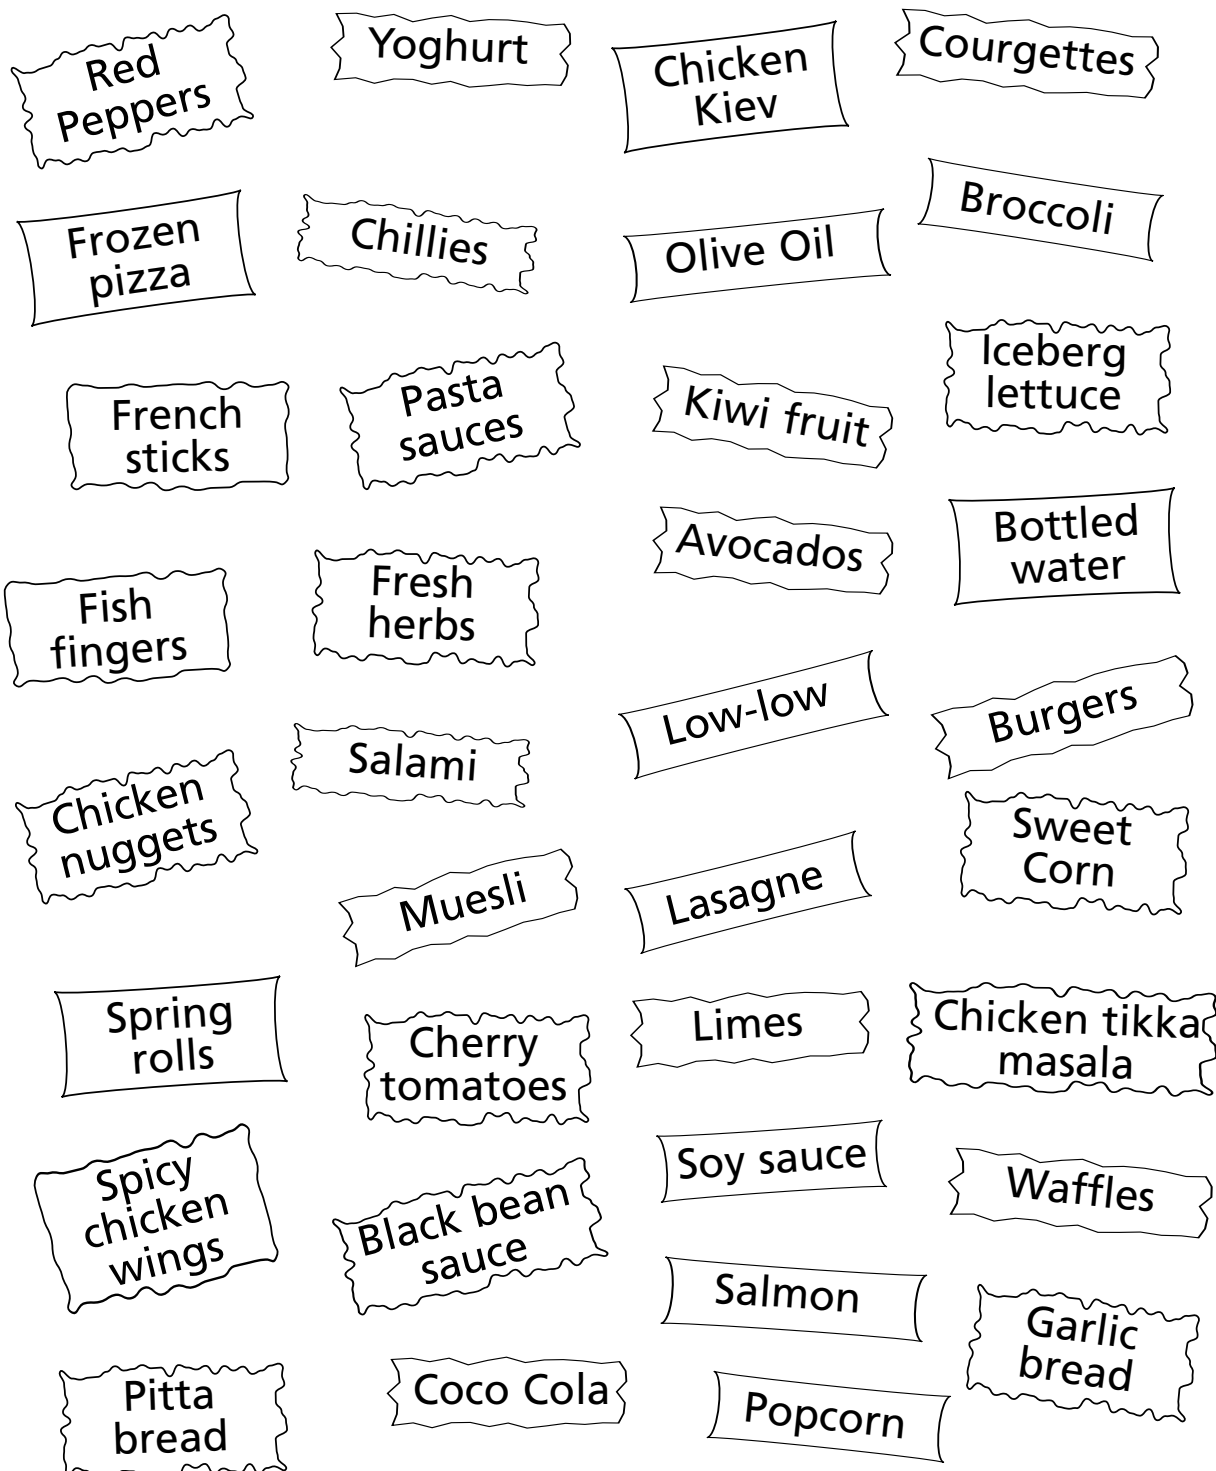 Red
Peppers
Yoghurt
Chicken
Kiev
Courgettes
Frozen
pizza
Chillies
Olive Oil
Broccoli
French
sticks
Pasta
sauces
Kiwi fruit
Iceberg
lettuce
Avocados
Bottled
water
Fish
fingers
Fresh
herbs
Low-low
Burgers
Chicken
nuggets
Salami
Muesli
Lasagne
Sweet
Corn
Spring
rolls
Cherry
tomatoes
Limes
Chicken tikka
masala
Spicy
chicken
wings
Black bean
sauce
Soy sauce
Waffles
Salmon
Garlic
bread
Pitta
bread
Coco Cola
Popcorn